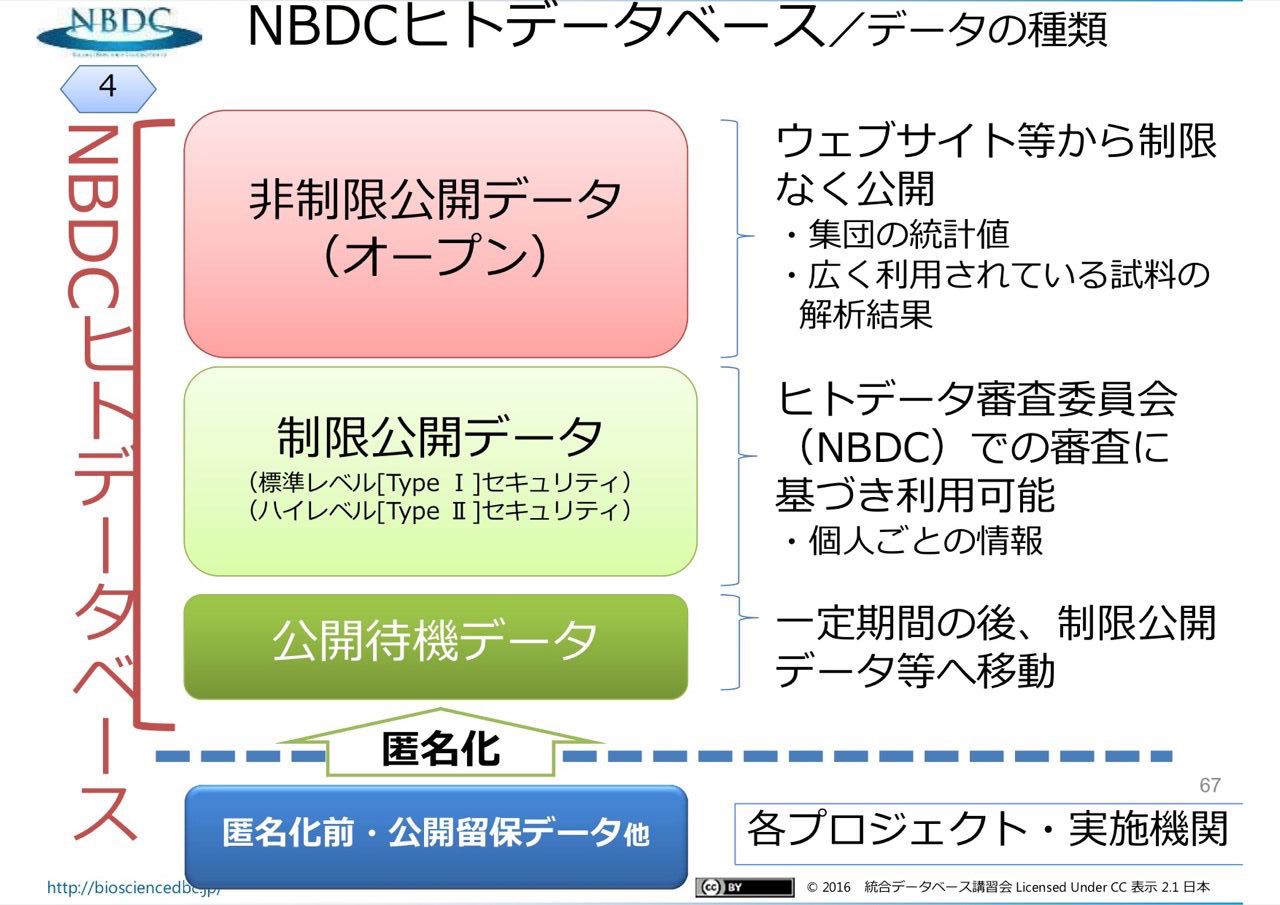 NBDC
NBDCヒトデータベース／データの種類
4
NBDCヒトデータベース
非制限公開データ
（オープン）
ウェブサイト等から制限
なく公開
・集団の統計値
・広く利用されている試料の
解析結果
制限公開データ
（標準レベル[Type Ⅰ]セキュリティ）
（ハイレベル[Type Ⅱ]セキュリティ）
ヒトデータ審査委員会
（NBDC）での審査に
基づき利用可能
・個人ごとの情報
公開待機データ
一定期間の後、制限公開
データ等へ移動
匿名化
67
匿名化前・公開留保データ他
各プロジェクト・実施機関
http://biosciencedbc.jp/
cc BY
© 2016 統合データベース講習会 Licensed Under CC 表示 2.1 日本